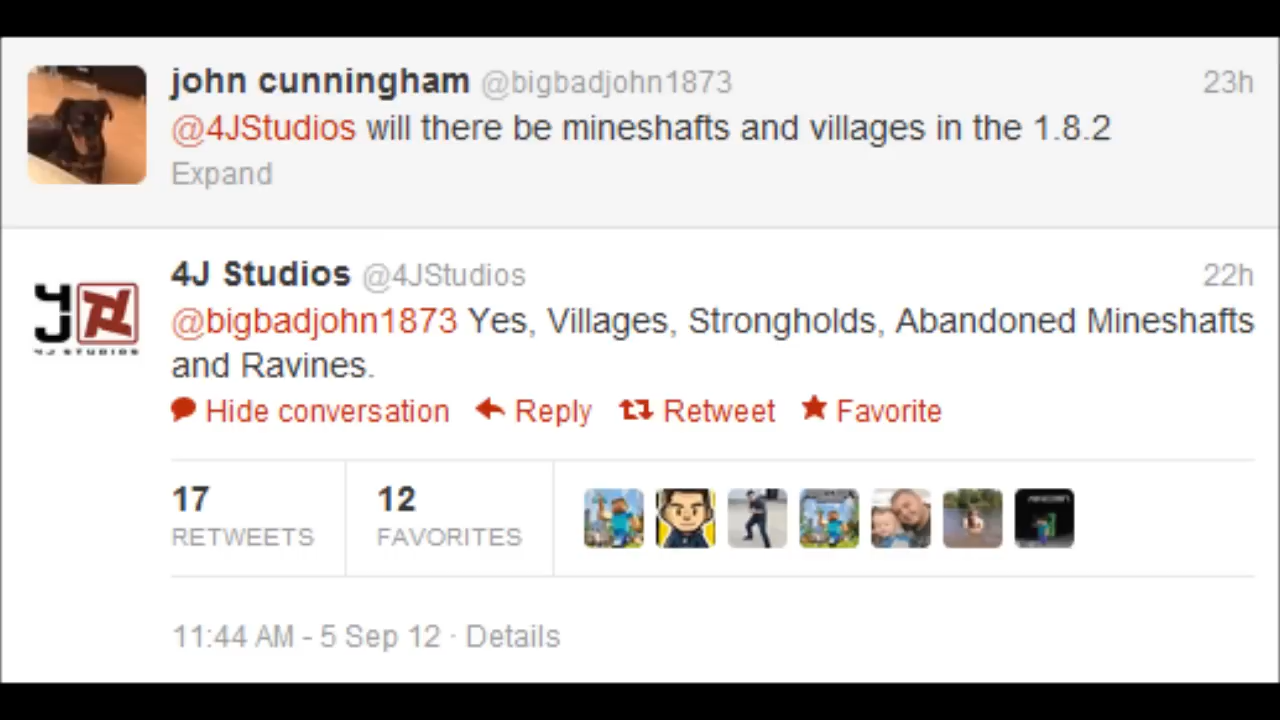 john cunningham @bigbadjohn1873 23h
@4JStudios will there be mineshafts and villages in the 1.8.2
Expand
4J Studios @4JStudios 22h
4J STUDIOS
@bigbadjohn1873 Yes, Villages, Strongholds, Abandoned Mineshafts
and Ravines.
Hide conversation Reply Retweet Favorite
17 12
RETWEETS FAVORITES
11:44 AM - 5 Sep 12 · Details